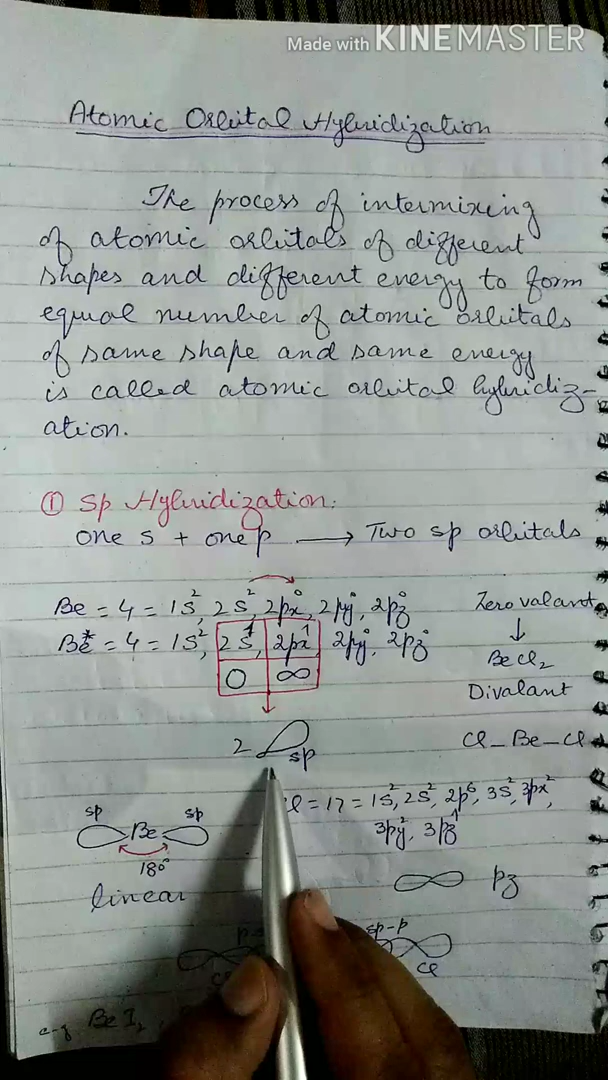 Made with KINEMASTER
Atomic Orbital Hybridization
The process of intermixing
of atomic orbitals of different
shapes and different energy to form
equal number of atomic orbitals
of same shape and same energy
is called atomic orbital hybridiz-
ation.
① Sp Hybridization:
one s + one p ⟶ Two sp orbitals
Be = 4 = 1S², 2S², 2px⁰, 2py⁰, 2pz⁰
Zero valant
Be* = 4 = 1S², 2S¹, 2px¹, 2py⁰, 2pz⁰
↓
BeCl₂
Divalant
2 sp
Cl – Be – Cl
l = 17 = 1S², 2S², 2p⁶, 3S², 3px²,
3py², 3pz¹
sp sp
Be
180°
linear
pz
sp-p
Cl
e-g BeI₂,